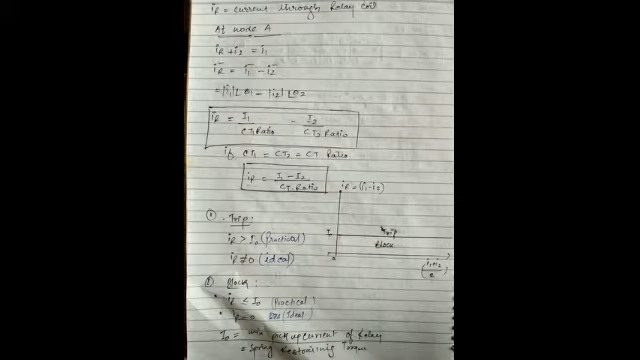 iR = current through Relay Coil
At node A
iR + i2 = i1
iR = i1 - i2
= |i1|∠θ1 - |i2|∠θ2
iR = I1 / CT1 Ratio - I2 / CT2 Ratio
if CT1 = CT2 = CT Ratio
iR = I1 - I2 / CT Ratio
iR = (i1-i2)
① Trip:
iR > I0 (practical)
iR ≠ 0 (ideal)
I0
Trip
Block
0
i1+i2 / 2
Block:
iR ≤ I0 (Practical)
iR = 0 (Ideal)
I0 = pick up current of Relay
= Spring Restraining Torque